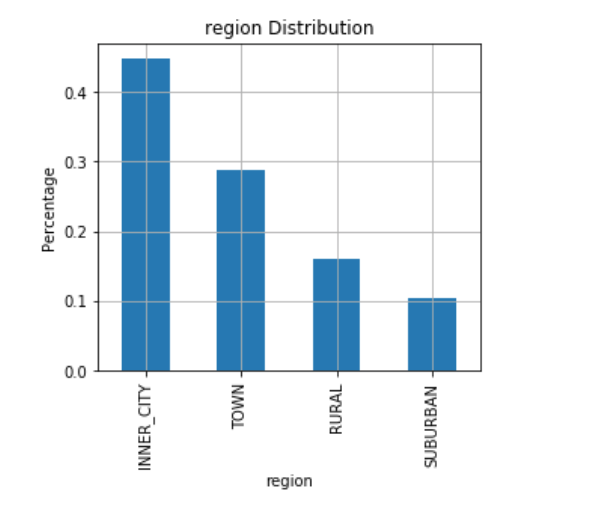 region Distribution
Percentage
0.4
0.3
0.2
0.1
0.0
INNER_CITY
TOWN
RURAL
SUBURBAN
region